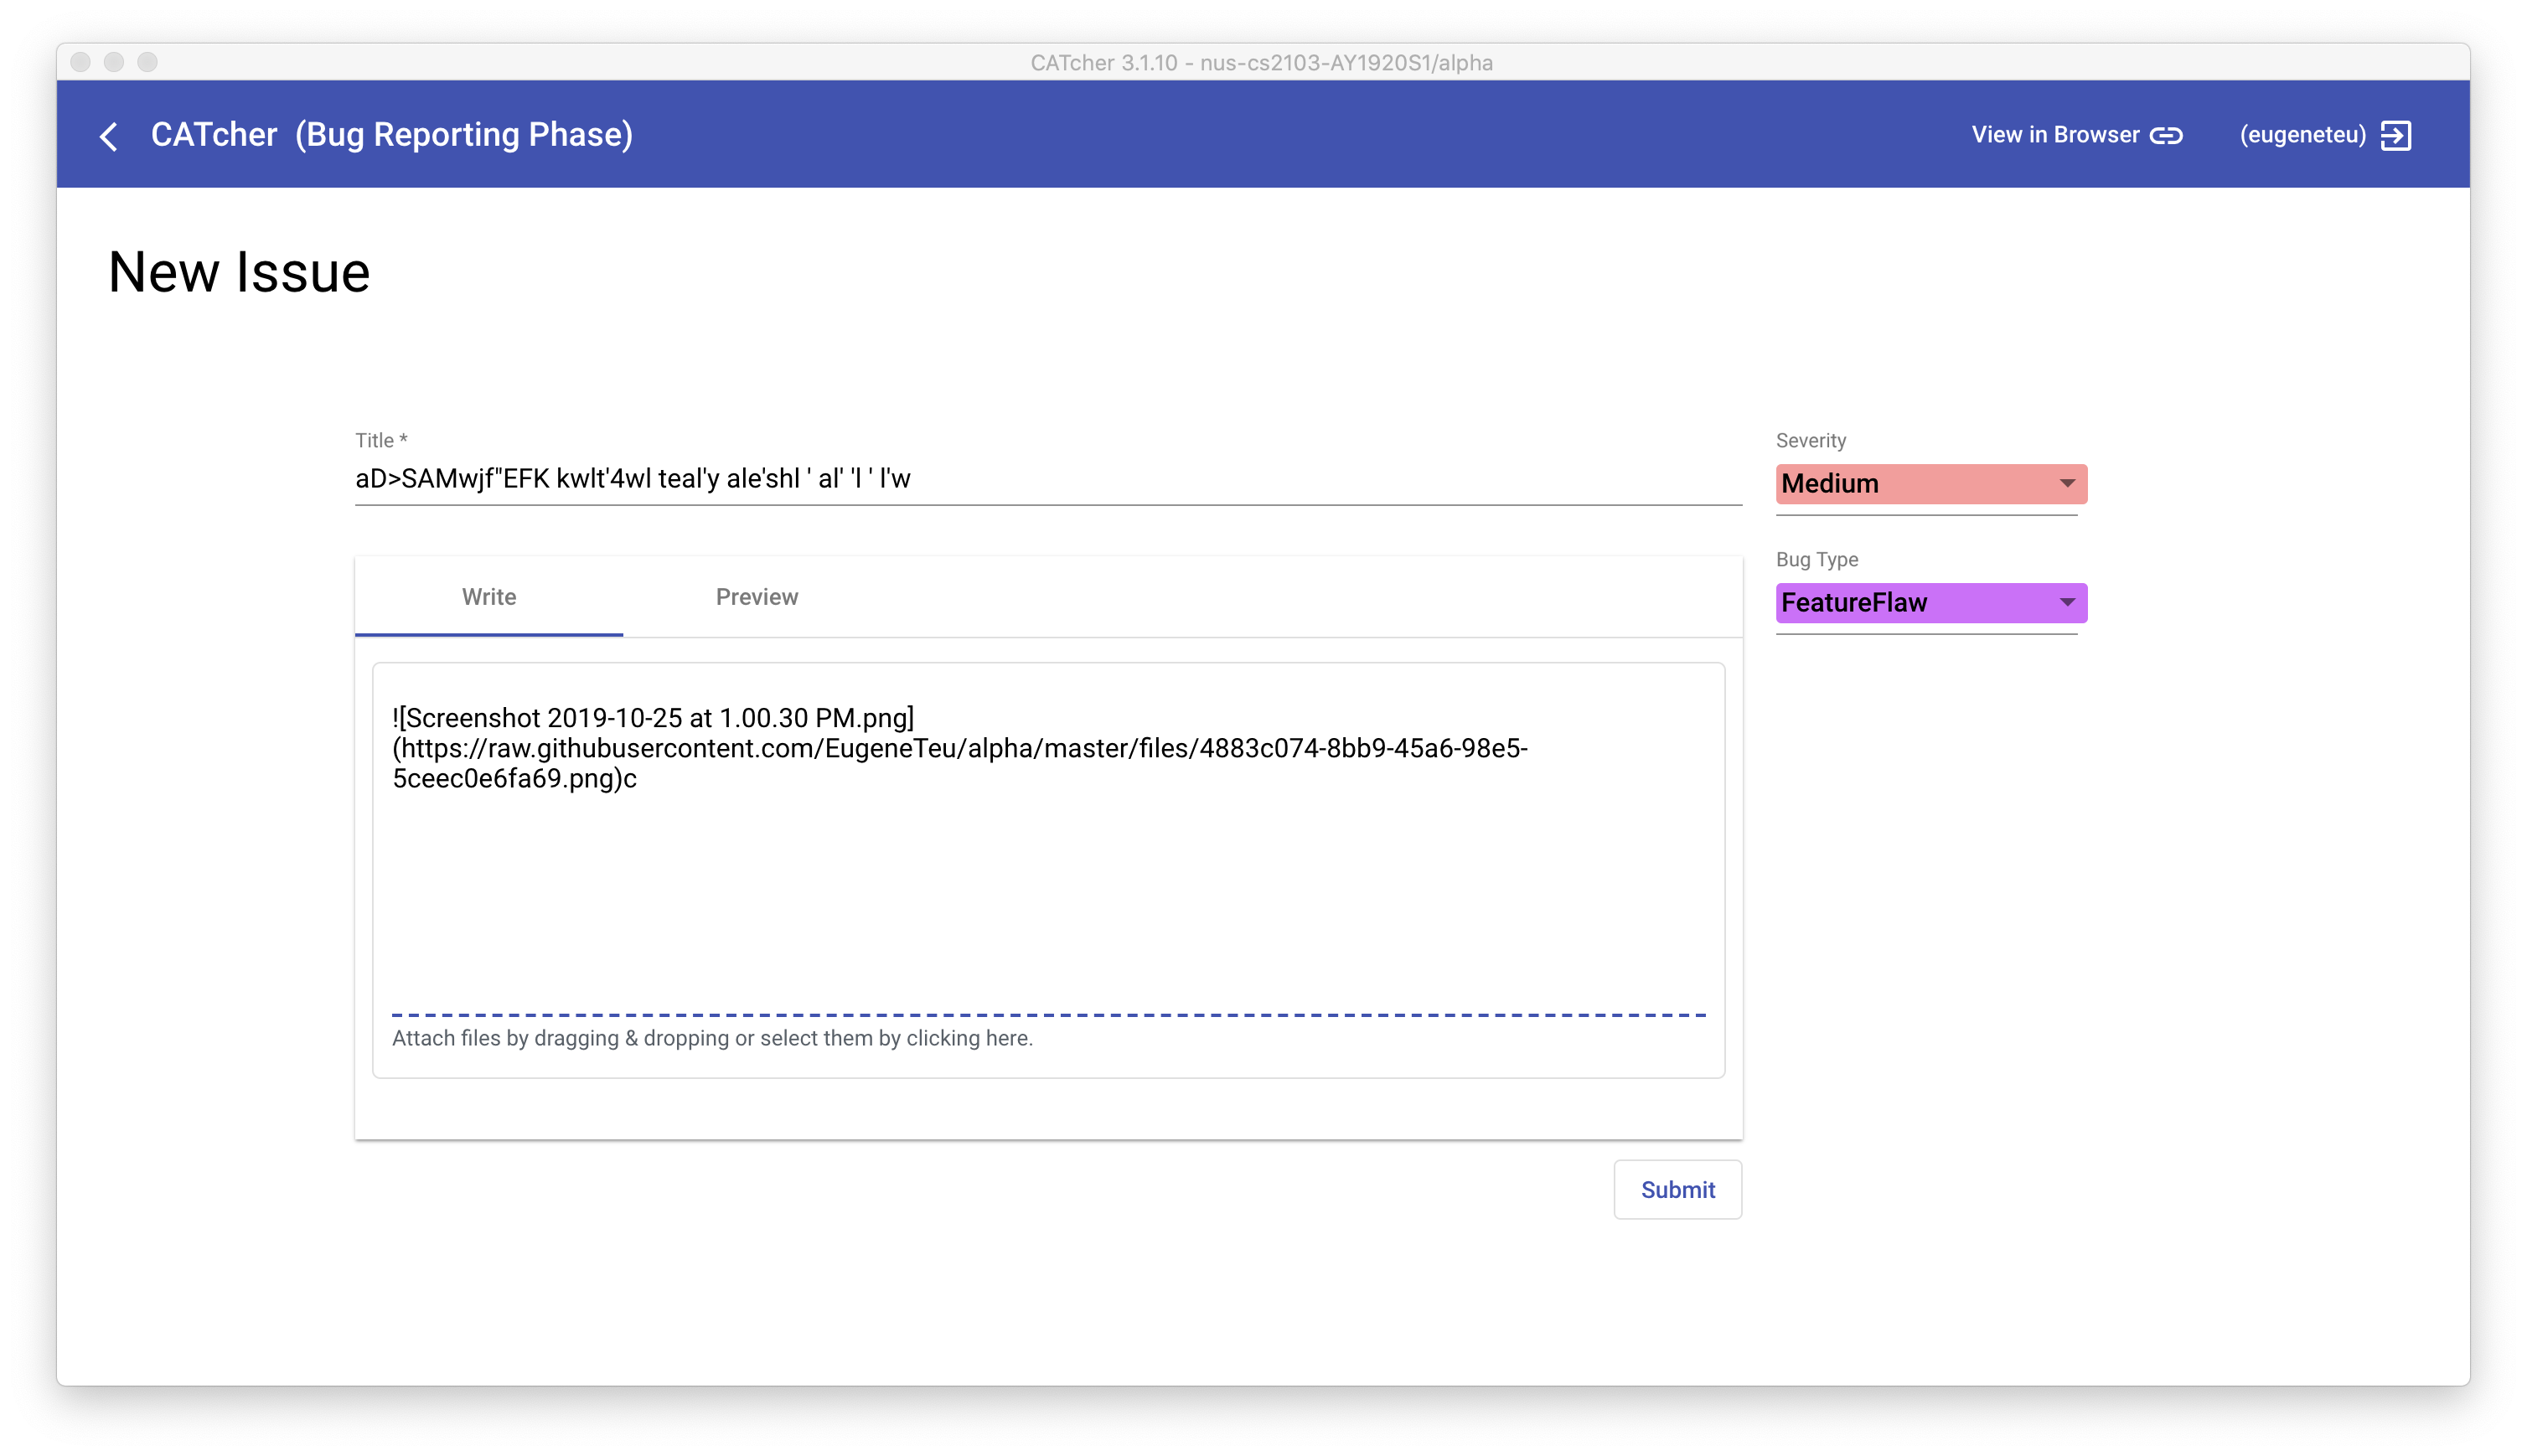 CATcher 3.1.10 - nus-cs2103-AY1920S1/alpha
CATcher (Bug Reporting Phase)
View in Browser
(eugeneteu)
New Issue
Title *
aD>SAMwjf"EFK kwlt'4wl teal'y ale'shl ' al' 'l ' l'w
Severity
Medium
Bug Type
FeatureFlaw
Write
Preview
![Screenshot 2019-10-25 at 1.00.30 PM.png]
(https://raw.githubusercontent.com/EugeneTeu/alpha/master/files/4883c074-8bb9-45a6-98e5-
5ceec0e6fa69.png)c
Attach files by dragging & dropping or select them by clicking here.
Submit